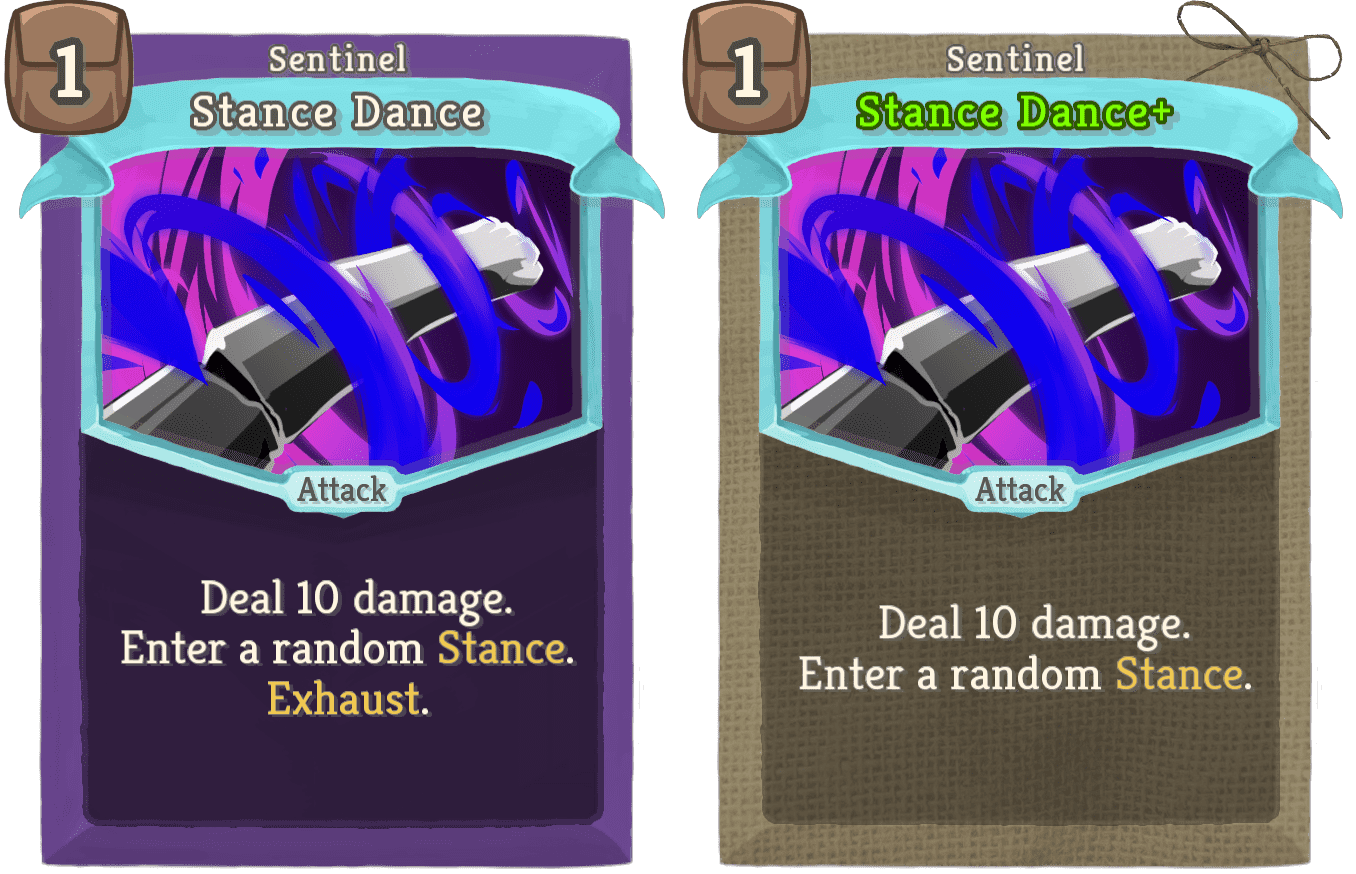 1
Sentinel
Stance Dance
Attack
Deal 10 damage.
Enter a random Stance.
Exhaust.
1
Sentinel
Stance Dance+
Attack
Deal 10 damage.
Enter a random Stance.